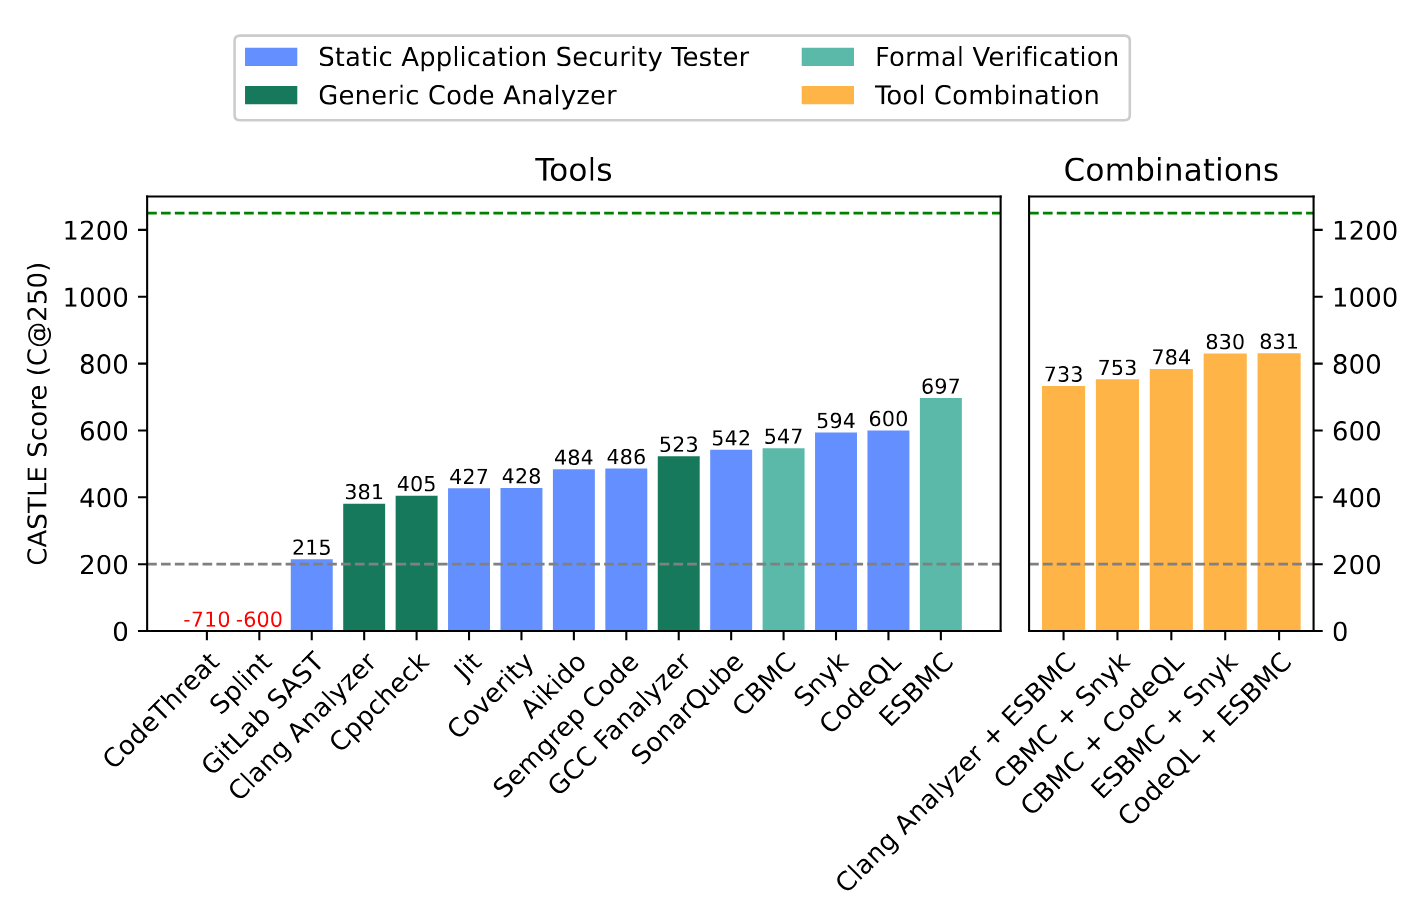 Static Application Security Tester
Generic Code Analyzer
Formal Verification
Tool Combination
Tools
Combinations
CASTLE Score (C@250)
1200
1000
800
600
400
200
0
-710
-600
215
381
405
427
428
484
486
523
542
547
594
600
697
733
753
784
830
831
1200
1000
800
600
400
200
0
CodeThreat
Splint
GitLab SAST
Clang Analyzer
Cppcheck
Jit
Coverity
Aikido
Semgrep Code
GCC Fanalyzer
SonarQube
CBMC
Snyk
CodeQL
ESBMC
Clang Analyzer + ESBMC
CBMC + Snyk
CBMC + CodeQL
ESBMC + Snyk
CodeQL + ESBMC